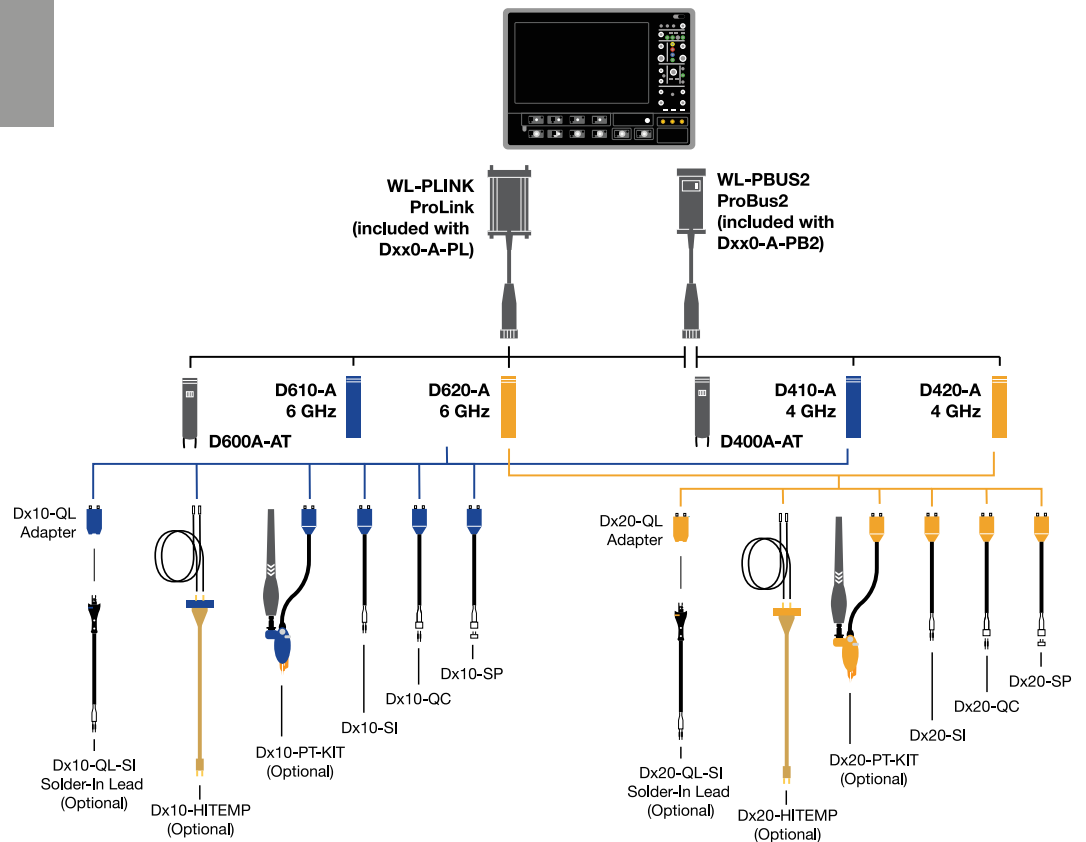 WL-PLINK
ProLink
(included with
Dxx0-A-PL)
WL-PBUS2
ProBus2
(included with
Dxx0-A-PB2)
D600A-AT
D610-A
6 GHz
D620-A
6 GHz
D400A-AT
D410-A
4 GHz
D420-A
4 GHz
Dx10-QL
Adapter
Dx10-QL-SI
Solder-In Lead
(Optional)
Dx10-HITEMP
(Optional)
Dx10-PT-KIT
(Optional)
Dx10-SI
Dx10-QC
Dx10-SP
Dx20-QL
Adapter
Dx20-QL-SI
Solder-In Lead
(Optional)
Dx20-HITEMP
(Optional)
Dx20-PT-KIT
(Optional)
Dx20-SI
Dx20-QC
Dx20-SP